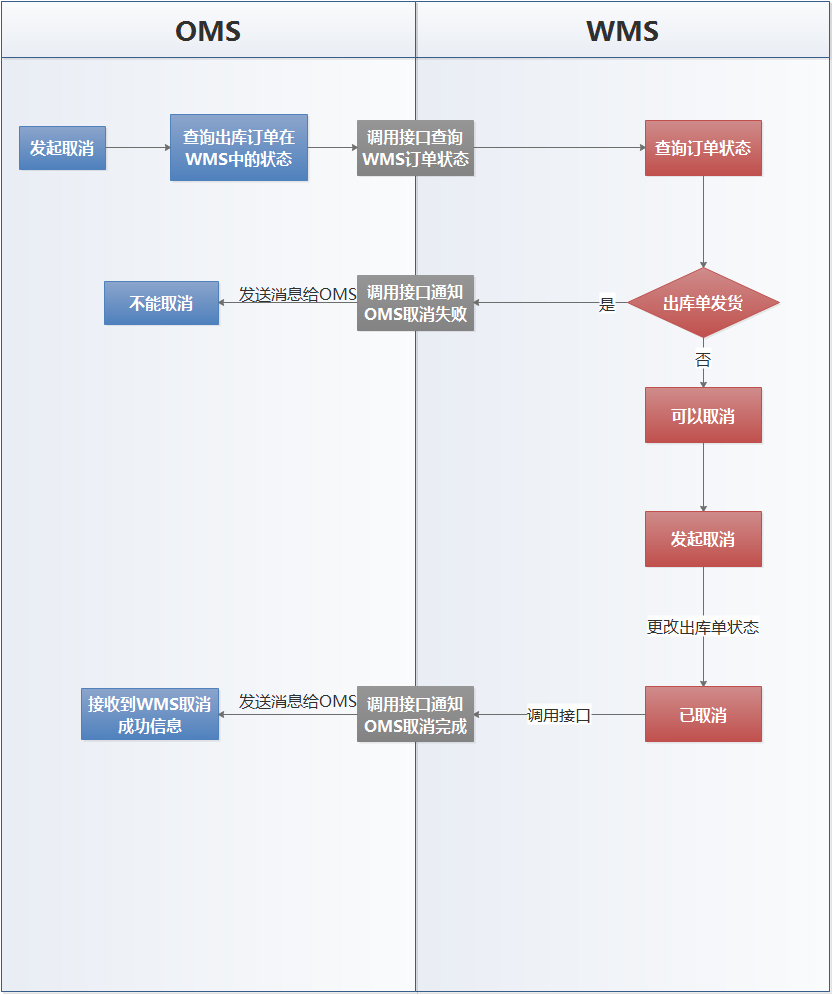 OMS
WMS
发起取消
查询出库订单在
WMS中的状态
调用接口查询
WMS订单状态
查询订单状态
不能取消
发送消息给OMS
调用接口通知
OMS取消失败
是
出库单发货
否
可以取消
发起取消
更改出库单状态
接收到WMS取消
成功信息
发送消息给OMS
调用接口通知
OMS取消完成
调用接口
已取消